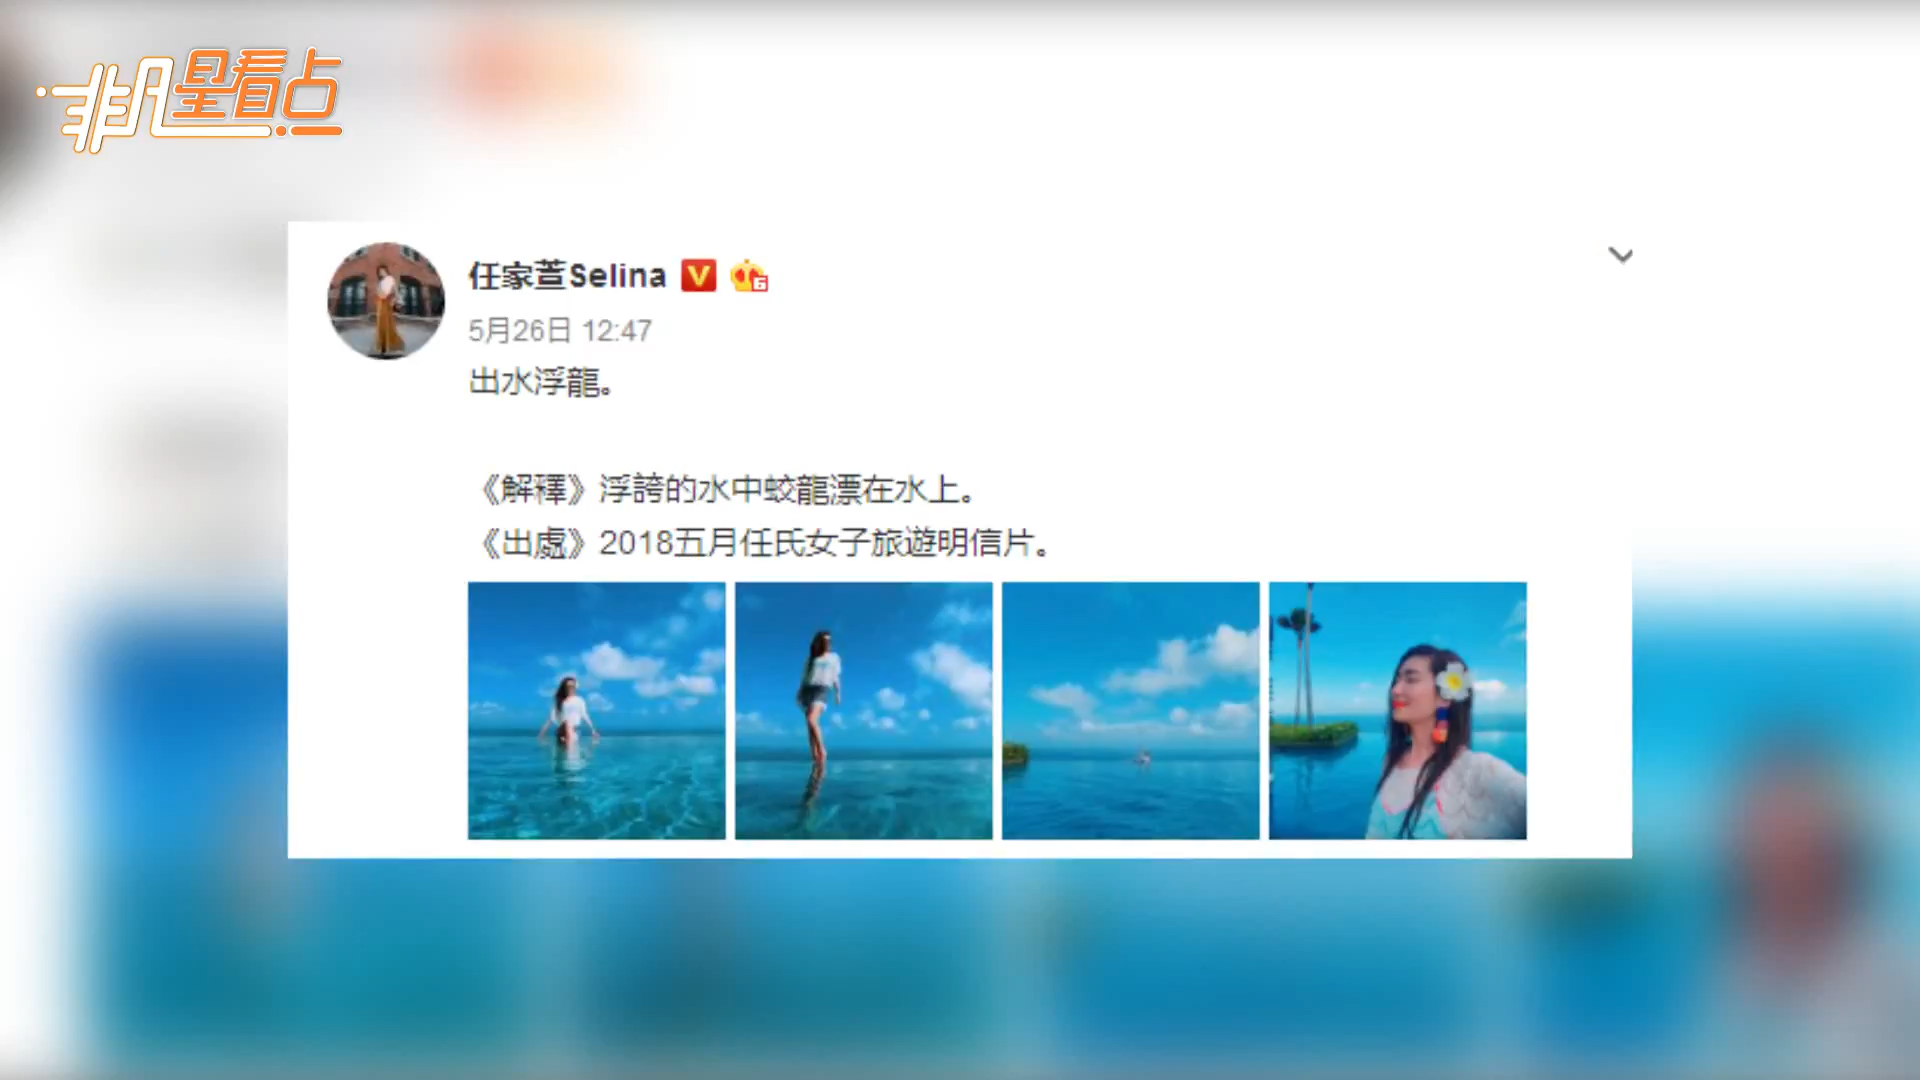 非凡星看点
任家萱Selina V 6
5月26日 12:47
出水浮龍。
《解釋》浮誇的水中蛟龍漂在水上。
《出處》2018五月任氏女子旅遊明信片。